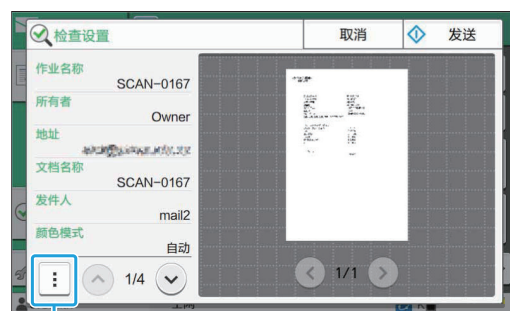 检查设置
取消
发送
作业名称
SCAN-0167
所有者
Owner
地址
文档名称
SCAN-0167
发件人
mail2
颜色模式
自动
1/4
1/1